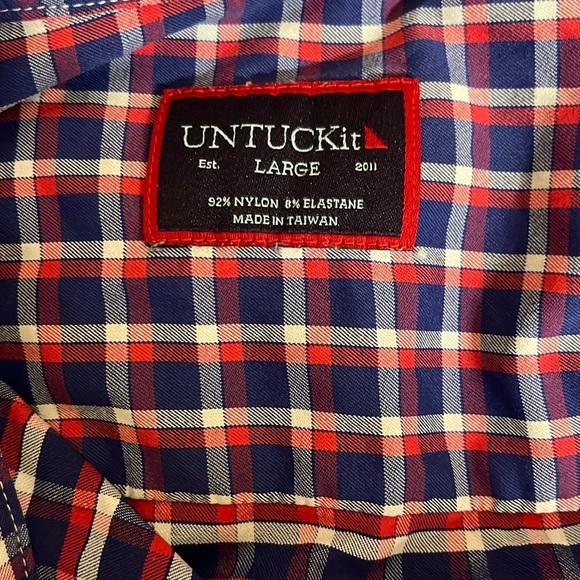 UNTUCKit
Est. LARGE 2011
92% NYLON 8% ELASTANE
MADE IN TAIWAN